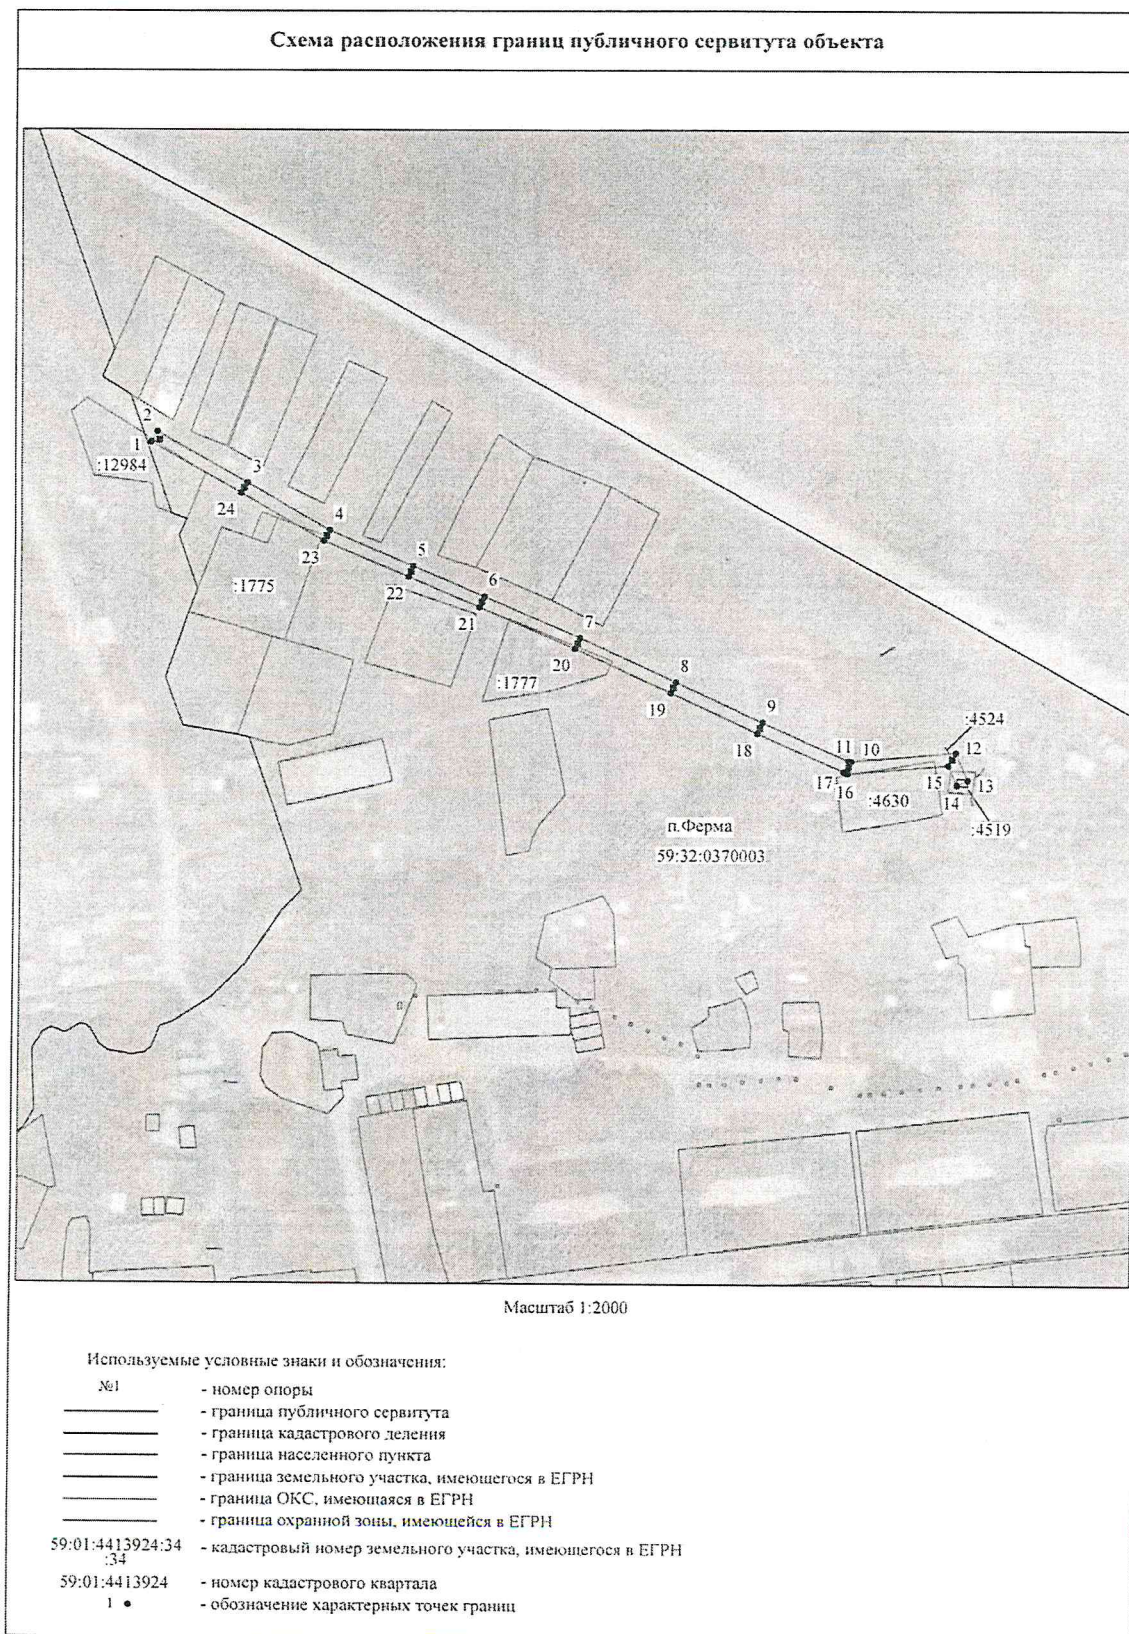 Схема расположения границ публичного сервитута объекта
2
1
:12984
3
24
4
23
5
:1775
22
6
21
7
20
:1777
8
19
9
18
:4524
11 10
12
17
16
15
14
13
:4630
:4519
п.Ферма
59:32:0370003
Масштаб 1:2000
Используемые условные знаки и обозначения:
№1 - номер опоры
- граница публичного сервитута
- граница кадастрового деления
- граница населенного пункта
- граница земельного участка, имеющегося в ЕГРН
- граница ОКС, имеющаяся в ЕГРН
- граница охранной зоны, имеющейся в ЕГРН
59:01:4413924:34
:34
- кадастровый номер земельного участка, имеющегося в ЕГРН
59:01:4413924 - номер кадастрового квартала
1 - обозначение характерных точек границ